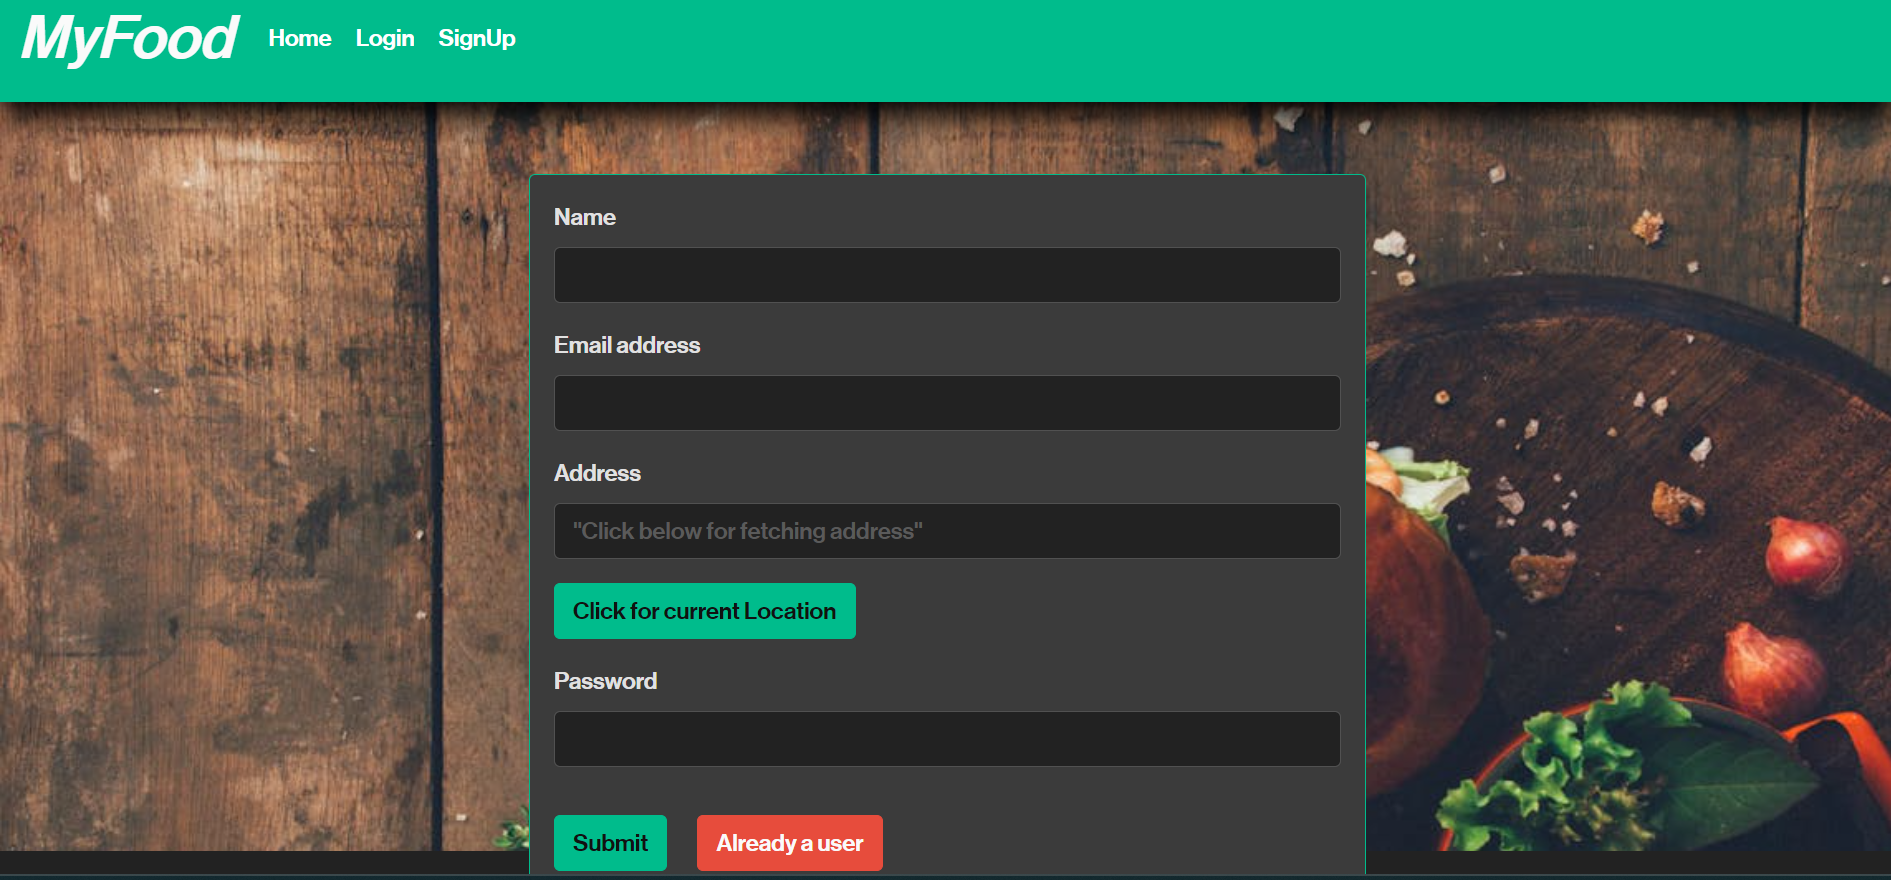 MyFood Home Login SignUp
Name
Email address
Address
"Click below for fetching address"
Click for current Location
Password
Submit Already a user